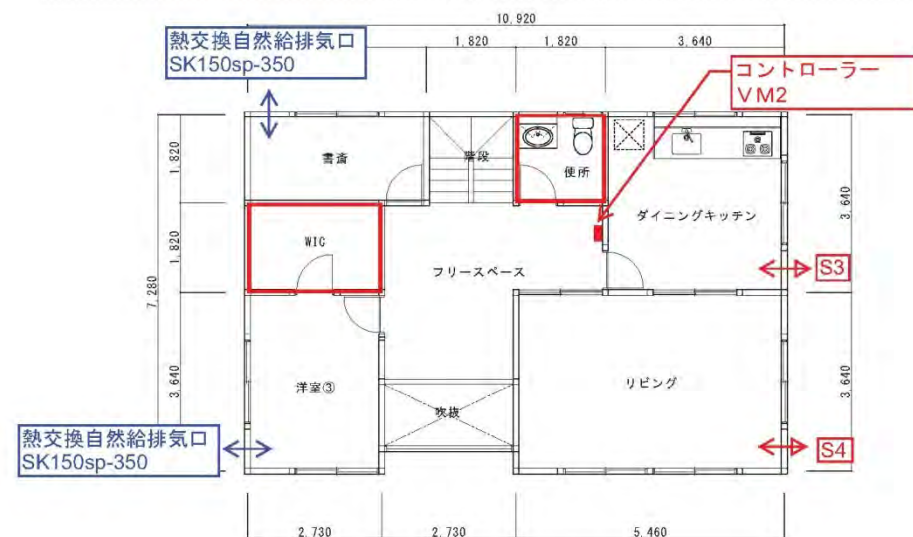 10.920
熱交換自然給排気口
SK150sp-350
1.820
1.820
3.640
コントローラー
ＶＭ2
1.820
書斎
階段
便所
3.640
ダイニングキッチン
7.280
1.820
WIC
フリースペース
S3
3.640
洋室③
リビング
3.640
吹抜
熱交換自然給排気口
SK150sp-350
S4
2.730
2.730
5.460